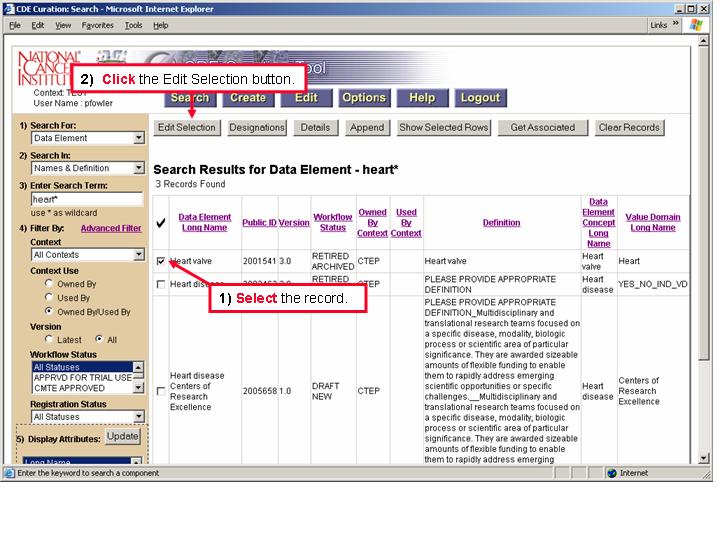 CDE Curation: Search - Microsoft Internet Explorer
File Edit View Favorites Tools Help
Links »
NATIONAL
CANCER
INSTITUTE
Tool
2) Click the Edit Selection button.
Context: TEST
User Name : pfowler
Search Create Edit Options Help Logout
1) Search For:
Data Element
2) Search In:
Names & Definition
3) Enter Search Term:
heart*
use * as wildcard
4) Filter By: Advanced Filter
Context
All Contexts
Context Use
Owned By
Used By
Owned By/Used By
Version
Latest All
Workflow Status
All Statuses
APPRVD FOR TRIAL USE
CMTE APPROVED
Registration Status
All Statuses
5) Display Attributes: Update
Long Name
Edit Selection Designations Details Append Show Selected Rows Get Associated Clear Records
Search Results for Data Element - heart*
3 Records Found
Data Element
Long Name
Public ID
Version
Workflow
Status
Owned
By
Context
Used
By
Context
Definition
Data
Element
Concept
Long
Name
Value Domain
Long Name
Heart valve
2001541
3.0
RETIRED
ARCHIVED
CTEP
Heart valve
Heart
valve
Heart
1) Select the record.
Heart disease
RETIRED
PLEASE PROVIDE APPROPRIATE
DEFINITION
Heart
disease
YES_NO_IND_VD
Heart disease
Centers of
Research
Excellence
2005658
1.0
DRAFT
NEW
CTEP
PLEASE PROVIDE APPROPRIATE
DEFINITION_Multidisciplinary and
translational research teams focused on
a specific disease, modality, biologic
process or scientific area of particular
significance. They are awarded sizeable
amounts of flexible funding to enable
them to rapidly address emerging
scientific opportunities or specific
challenges.__Multidisciplinary and
translational research teams focused on
a specific disease, modality, biologic
process or scientific area of particular
significance. They are awarded sizeable
amounts of flexible funding to enable
them to rapidly address emerging
Heart
disease
Centers of
Research
Excellence
Enter the keyword to search a component
Internet